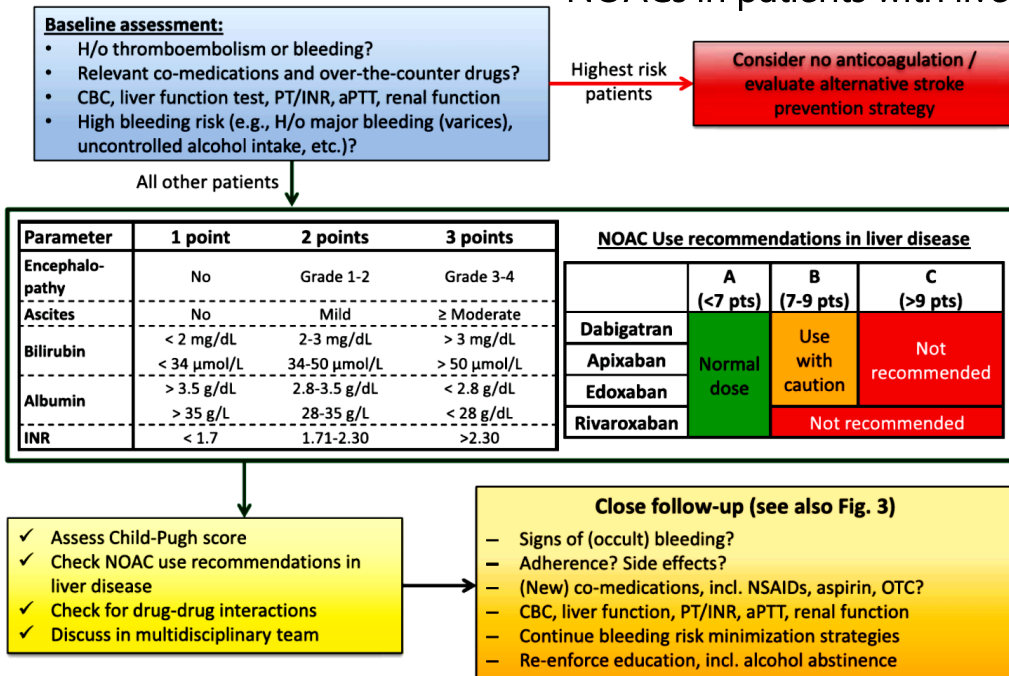 NOACs in patients with live
Baseline assessment:
• H/o thromboembolism or bleeding?
• Relevant co-medications and over-the-counter drugs?
• CBC, liver function test, PT/INR, aPTT, renal function
• High bleeding risk (e.g., H/o major bleeding (varices),
uncontrolled alcohol intake, etc.)?
Highest risk
patients
Consider no anticoagulation /
evaluate alternative stroke
prevention strategy
All other patients
Parameter 1 point 2 points 3 points
Encephalo-
pathy No Grade 1-2 Grade 3-4
Ascites No Mild ≥ Moderate
Bilirubin
< 2 mg/dL 2-3 mg/dL > 3 mg/dL
< 34 µmol/L 34-50 µmol/L > 50 µmol/L
Albumin
> 3.5 g/dL 2.8-3.5 g/dL < 2.8 g/dL
> 35 g/L 28-35 g/L < 28 g/dL
INR < 1.7 1.71-2.30 >2.30
NOAC Use recommendations in liver disease
A B C
(<7 pts) (7-9 pts) (>9 pts)
Dabigatran
Apixaban
Edoxaban
Rivaroxaban
Normal
dose
Use
with
caution
Not
recommended
Not recommended
✓ Assess Child-Pugh score
✓ Check NOAC use recommendations in
liver disease
✓ Check for drug-drug interactions
✓ Discuss in multidisciplinary team
Close follow-up (see also Fig. 3)
– Signs of (occult) bleeding?
– Adherence? Side effects?
– (New) co-medications, incl. NSAIDs, aspirin, OTC?
– CBC, liver function, PT/INR, aPTT, renal function
– Continue bleeding risk minimization strategies
– Re-enforce education, incl. alcohol abstinence